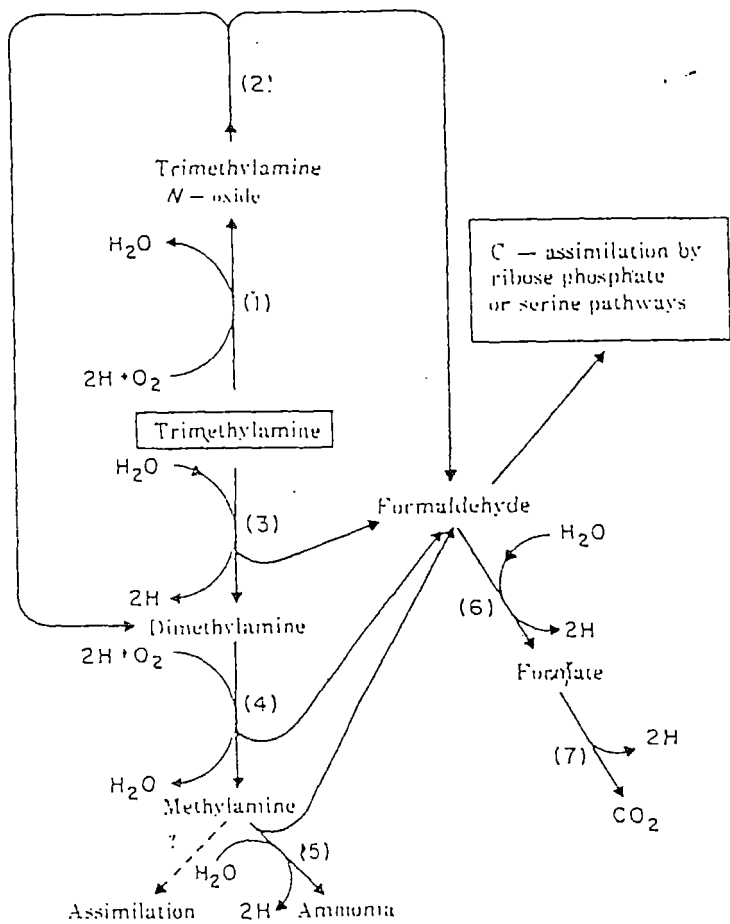 (2)
Trimethylamine
N – oxide
H₂O
(1)
2H + O₂
Trimethylamine
H₂O
(3)
2H
Dimethylamine
2H + O₂
(4)
H₂O
Methylamine
?
H₂O
(5)
Assimilation
2H
Ammonia
C – assimilation by
ribose phosphate
or serine pathways
Formaldehyde
H₂O
(6)
2H
Formate
(7)
2H
CO₂